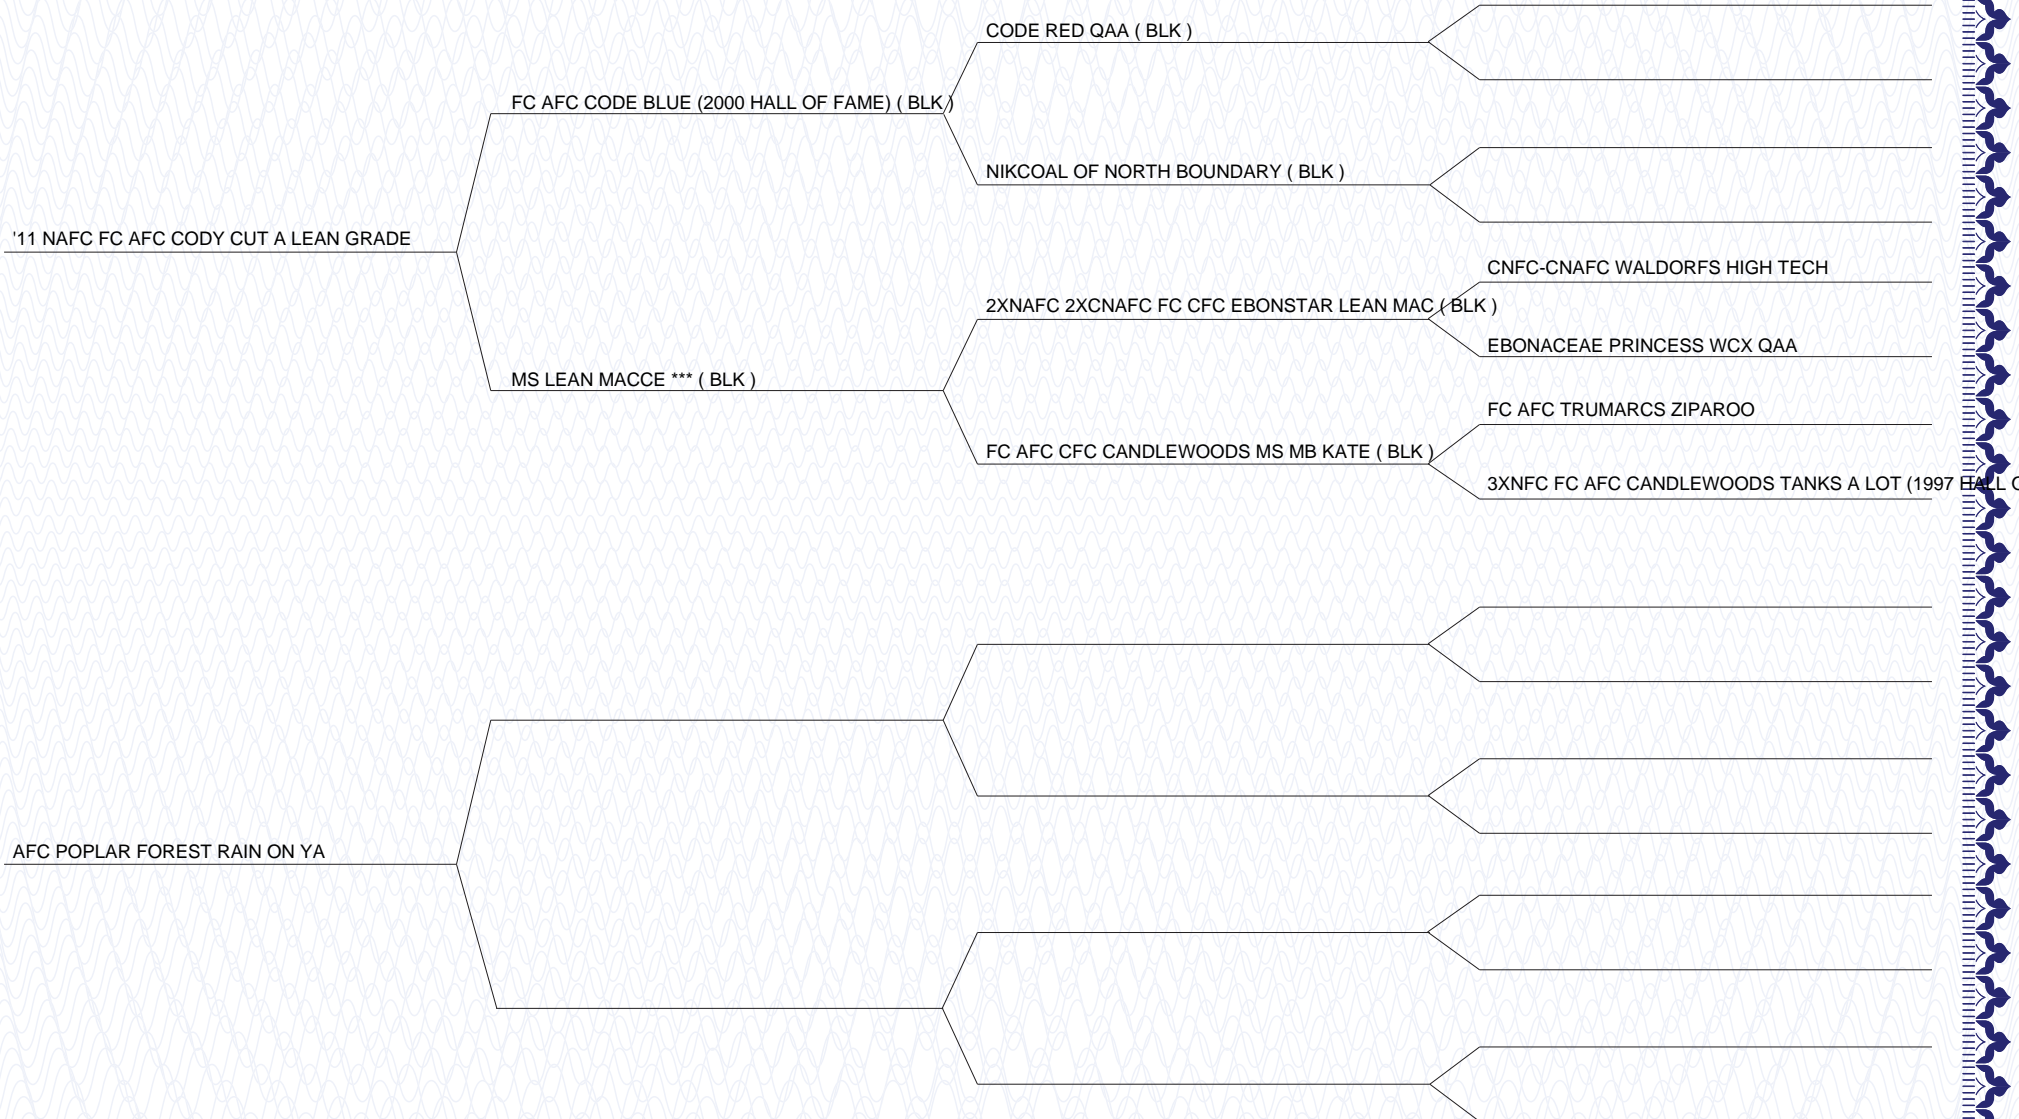 CODE RED QAA ( BLK )
FC AFC CODE BLUE (2000 HALL OF FAME) ( BLK )
NIKCOAL OF NORTH BOUNDARY ( BLK )
'11 NAFC FC AFC CODY CUT A LEAN GRADE
CNFC-CNAFC WALDORFS HIGH TECH
2XNAFC 2XCNAFC FC CFC EBONSTAR LEAN MAC ( BLK )
EBONACEAE PRINCESS WCX QAA
MS LEAN MACCE *** ( BLK )
FC AFC TRUMARCS ZIPAROO
FC AFC CFC CANDLEWOODS MS MB KATE ( BLK )
3XNFC FC AFC CANDLEWOODS TANKS A LOT (1997 HALL
AFC POPLAR FOREST RAIN ON YA